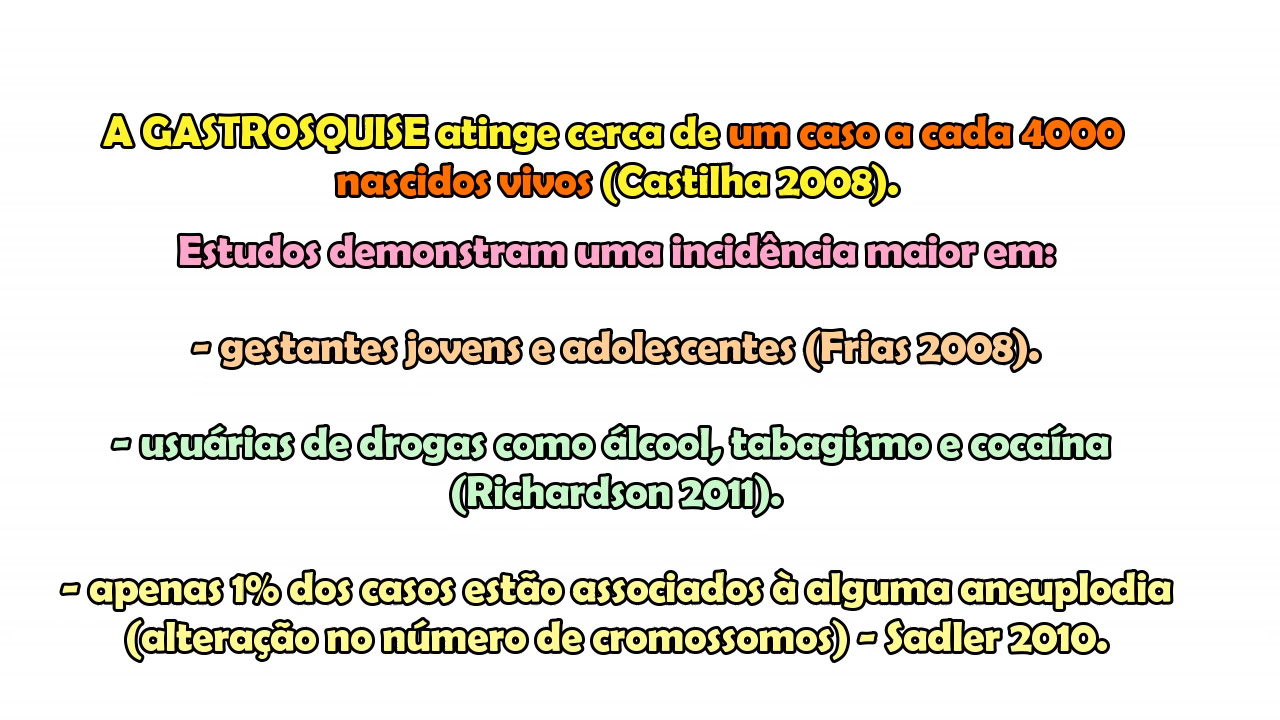 A GASTROSQUISE atinge cerca de um caso a cada 4000
nascidos vivos (Castilha 2008).
Estudos demonstram uma incidência maior em:
- gestantes jovens e adolescentes (Frias 2008).
- usuárias de drogas como álcool, tabagismo e cocaína
(Richardson 2011).
- apenas 1% dos casos estão associados à alguma aneuplodia
(alteração no número de cromossomos) - Sadler 2010.